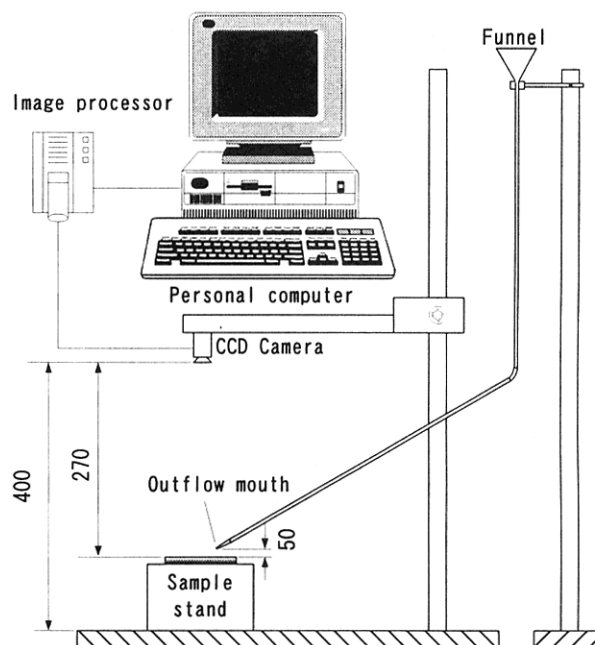 Funnel
Image processor
Personal computer
CCD Camera
400
270
Outflow mouth
50
Sample
stand